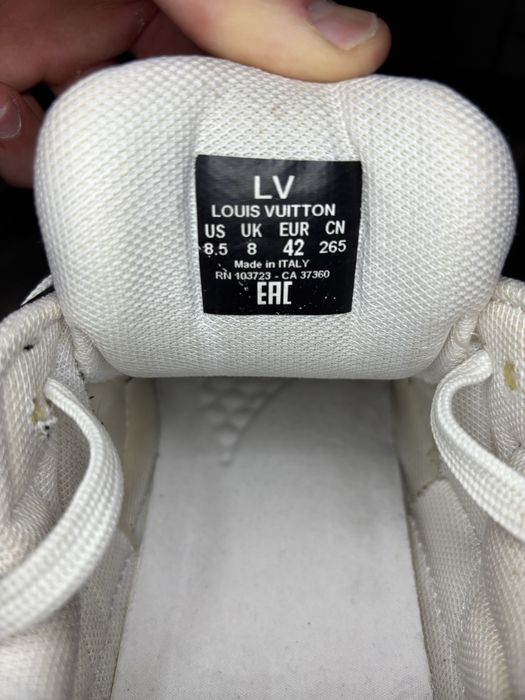 LV
LOUIS VUITTON
US UK EUR CN
8.5 8 42 265
Made in ITALY
RN 103723 - CA 37360
EAC